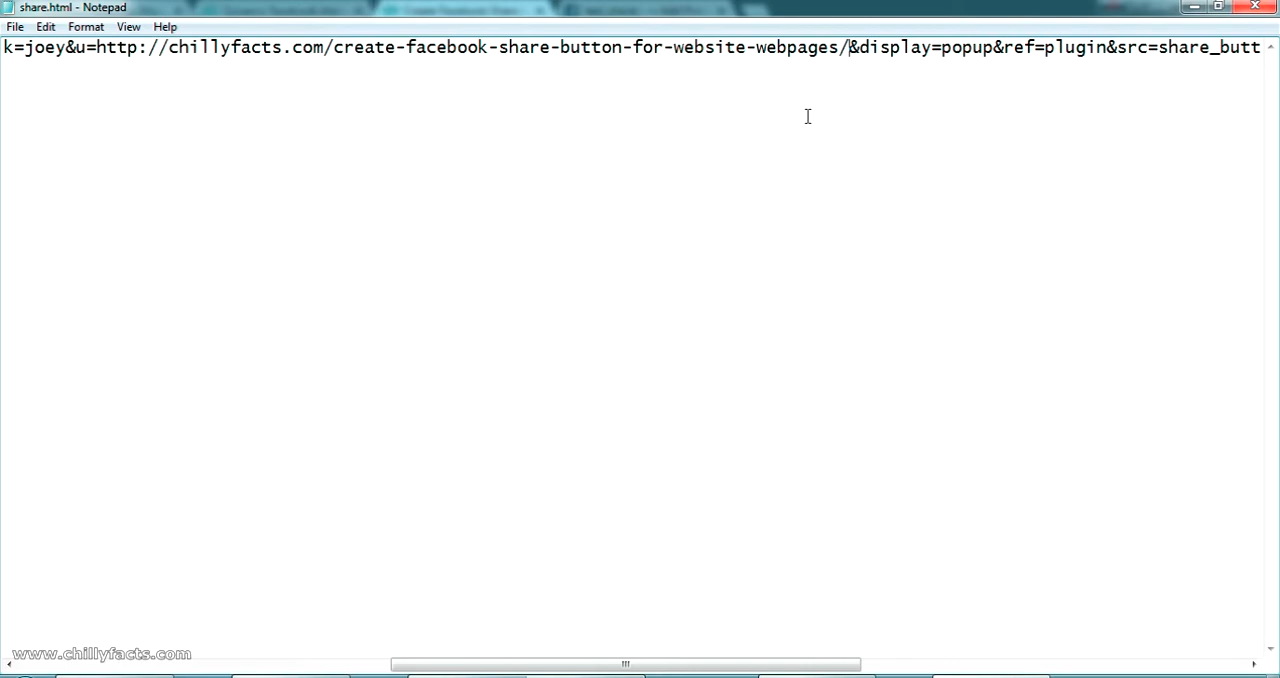 share.html - Notepad
File Edit Format View Help
k=joey&u=http://chillyfacts.com/create-facebook-share-button-for-website-webpages/&display=popup&ref=plugin&src=share_butt
www.chillyfacts.com